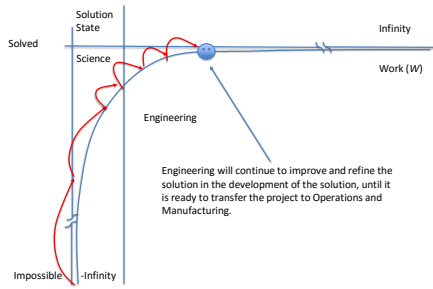 Solution
State
Infinity
Solved
Science
Work (W)
Engineering
Engineering will continue to improve and refine the
solution in the development of the solution, until it
is ready to transfer the project to Operations and
Manufacturing.
Impossible
-Infinity